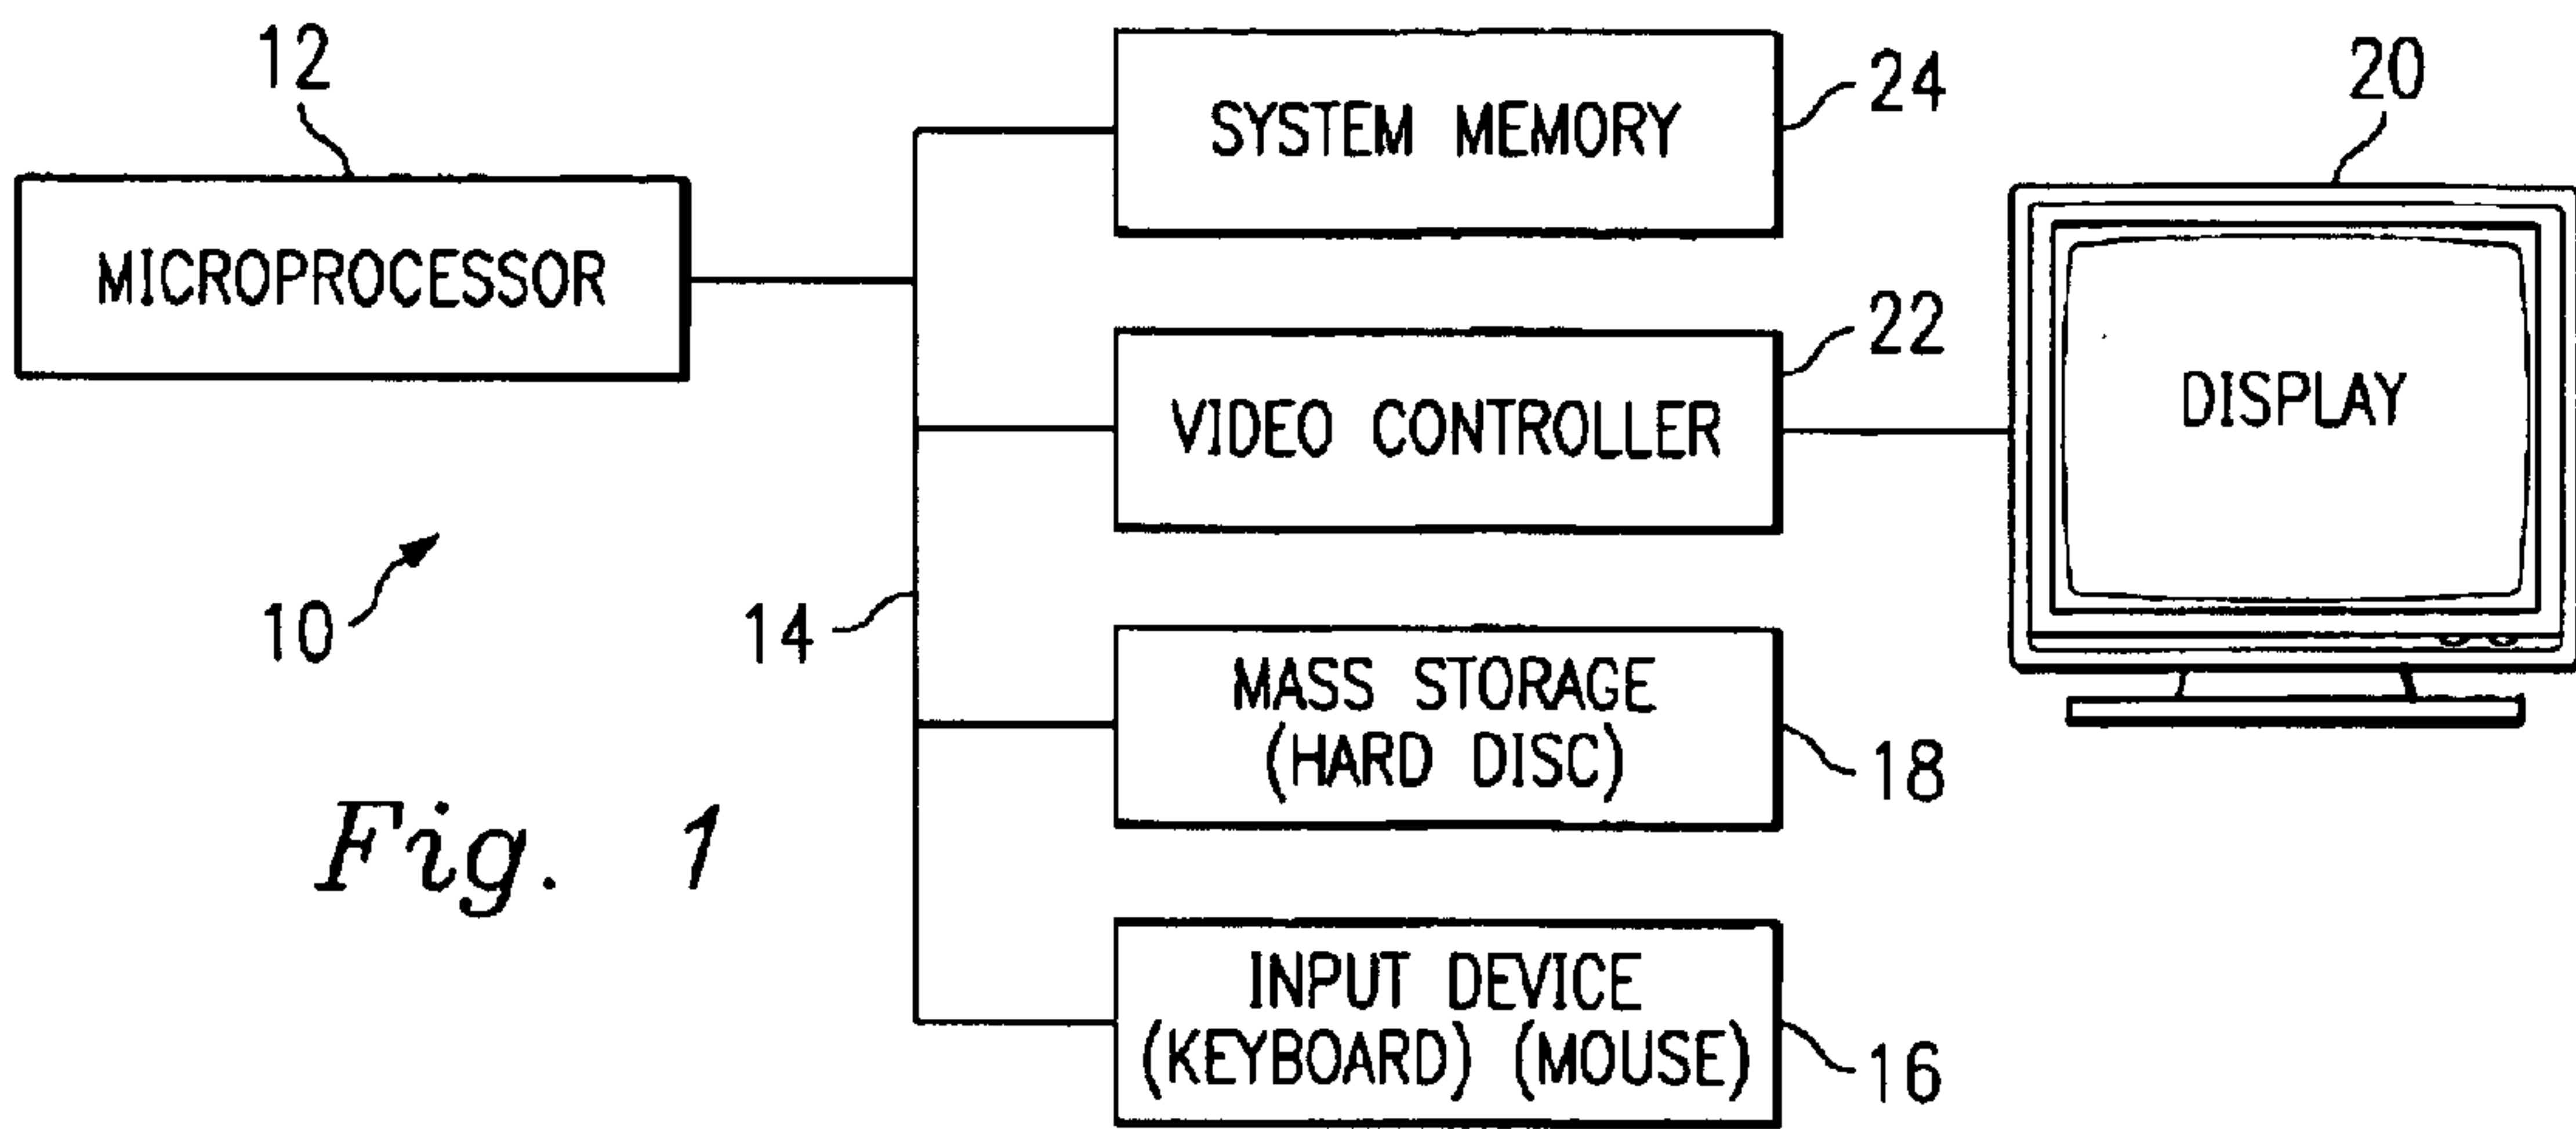 12
MICROPROCESSOR
10
14
SYSTEM MEMORY
24
VIDEO CONTROLLER
22
MASS STORAGE
(HARD DISC)
18
INPUT DEVICE
(KEYBOARD) (MOUSE)
16
20
DISPLAY
Fig. 1